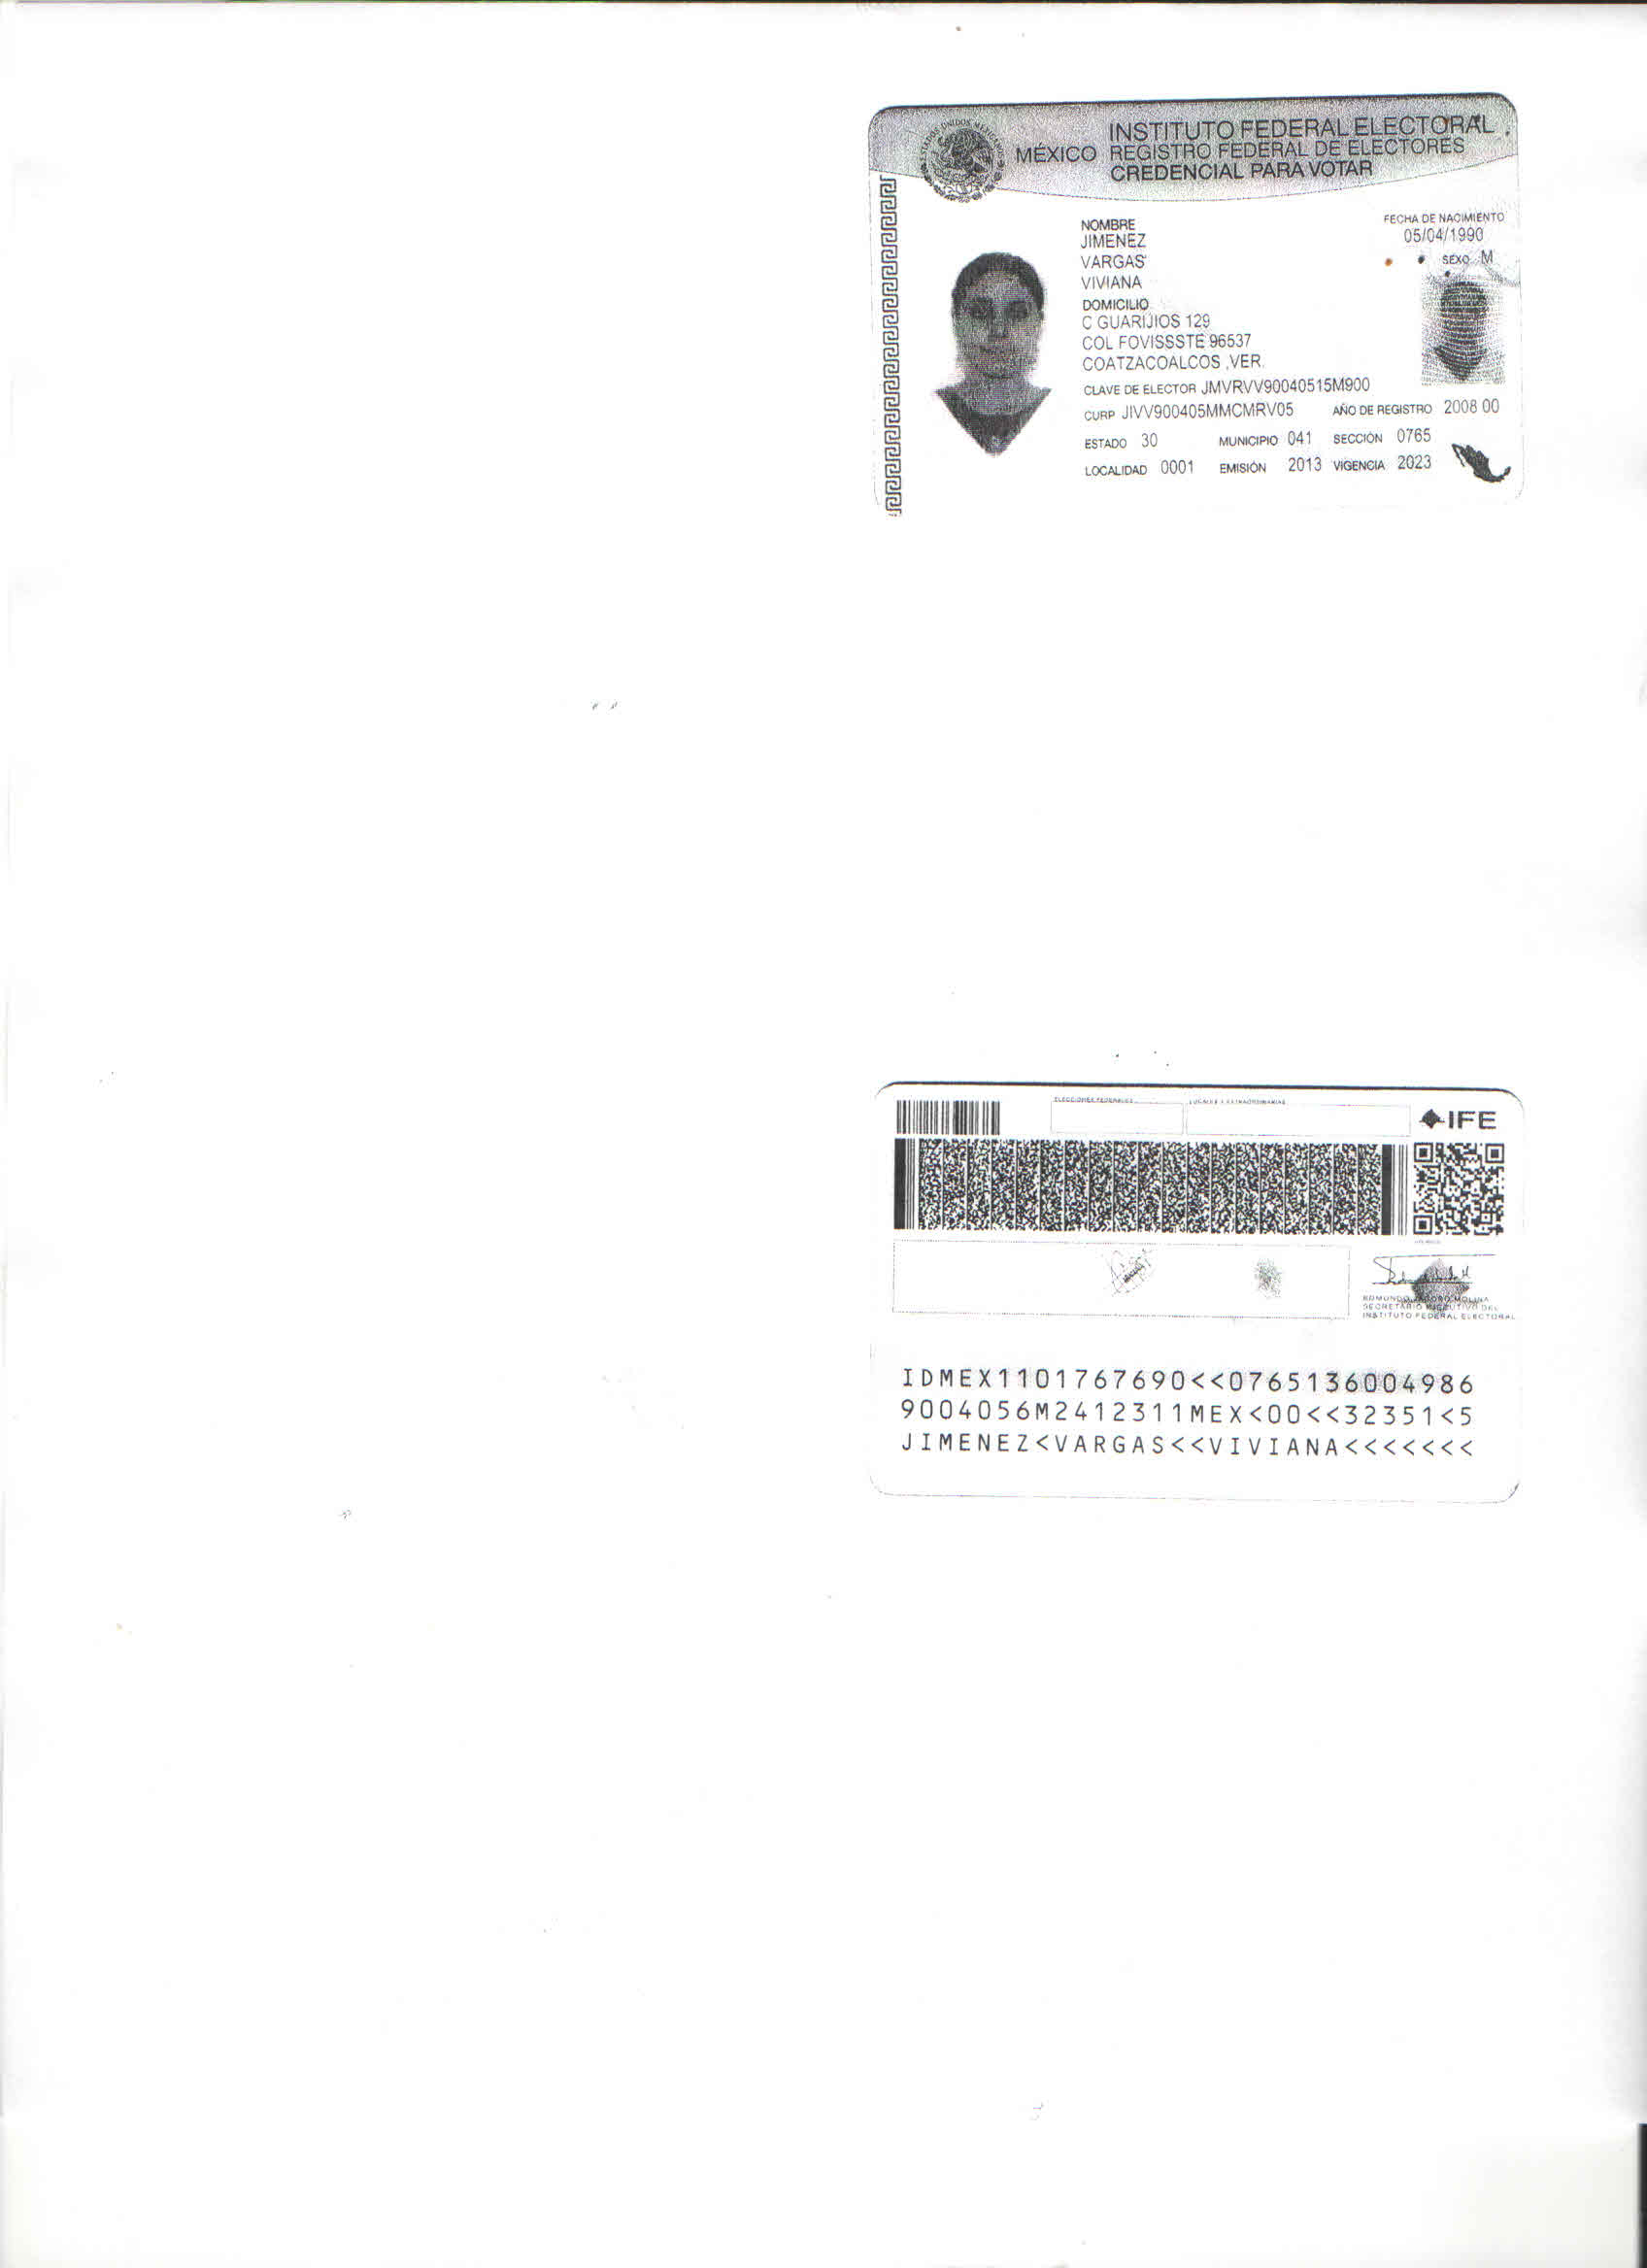 INSTITUTO FEDERAL ELECTORAL
MÉXICO REGISTRO FEDERAL DE ELECTORES
CREDENCIAL PARA VOTAR
NOMBRE
JIMENEZ
VARGAS
VIVIANA
FECHA DE NACIMIENTO
05/04/1990
SEXO M
DOMICILIO
C GUARIJIOS 129
COL FOVISSSTE 96537
COATZACOALCOS ,VER.
CLAVE DE ELECTOR JMVRVV90040515M900
CURP JIVV900405MMCMRV05 AÑO DE REGISTRO 2008 00
ESTADO 30 MUNICIPIO 041 SECCIÓN 0765
LOCALIDAD 0001 EMISIÓN 2013 VIGENCIA 2023
ELECCIONES FEDERALES LOCALES Y EXTRAORDINARIAS
IFE
EDMUNDO JACOBO MOLINA
SECRETARIO EJECUTIVO DEL
INSTITUTO FEDERAL ELECTORAL
IDMEX1101767690<<0765136004986
9004056M2412311MEX<00<<32351<5
JIMENEZ<VARGAS<<VIVIANA<<<<<<<